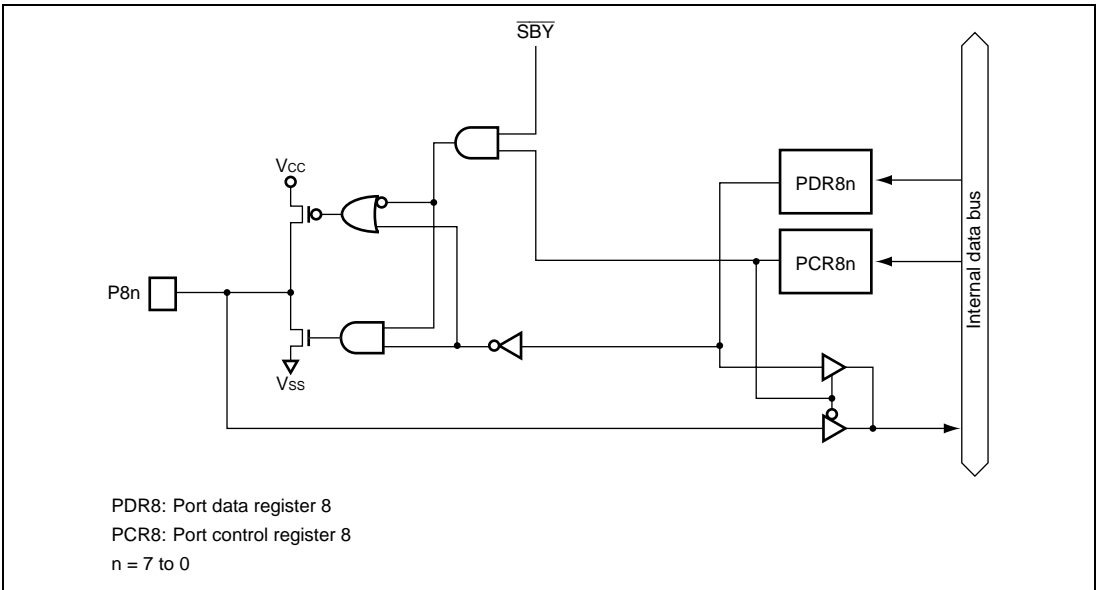 SBY
VCC
PDR8n
PCR8n
Internal data bus
P8n
VSS
PDR8: Port data register 8
PCR8: Port control register 8
n = 7 to 0